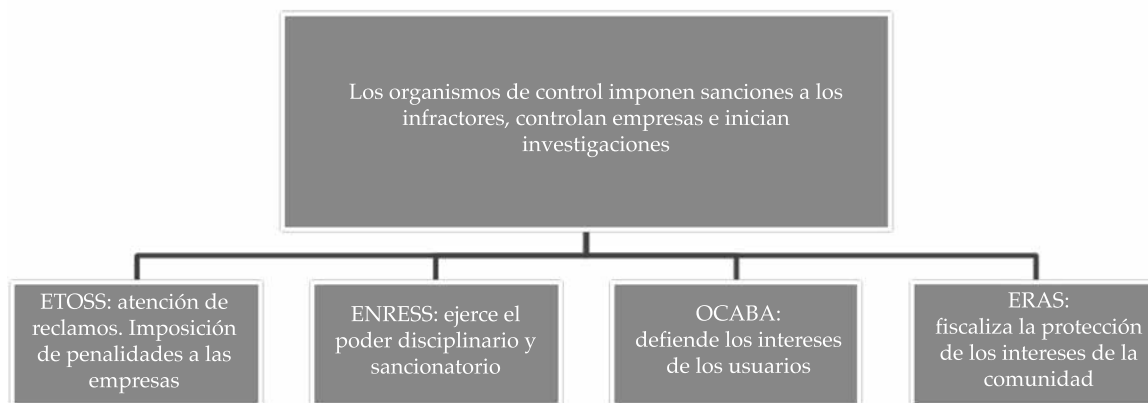 Los organismos de control imponen sanciones a los
infractores, controlan empresas e inician
investigaciones
ETOSS: atención de
reclamos. Imposición
de penalidades a las
empresas
ENRESS: ejerce el
poder disciplinario y
sancionatorio
OCABA:
defiende los intereses
de los usuarios
ERAS:
fiscaliza la protección
de los intereses de la
comunidad